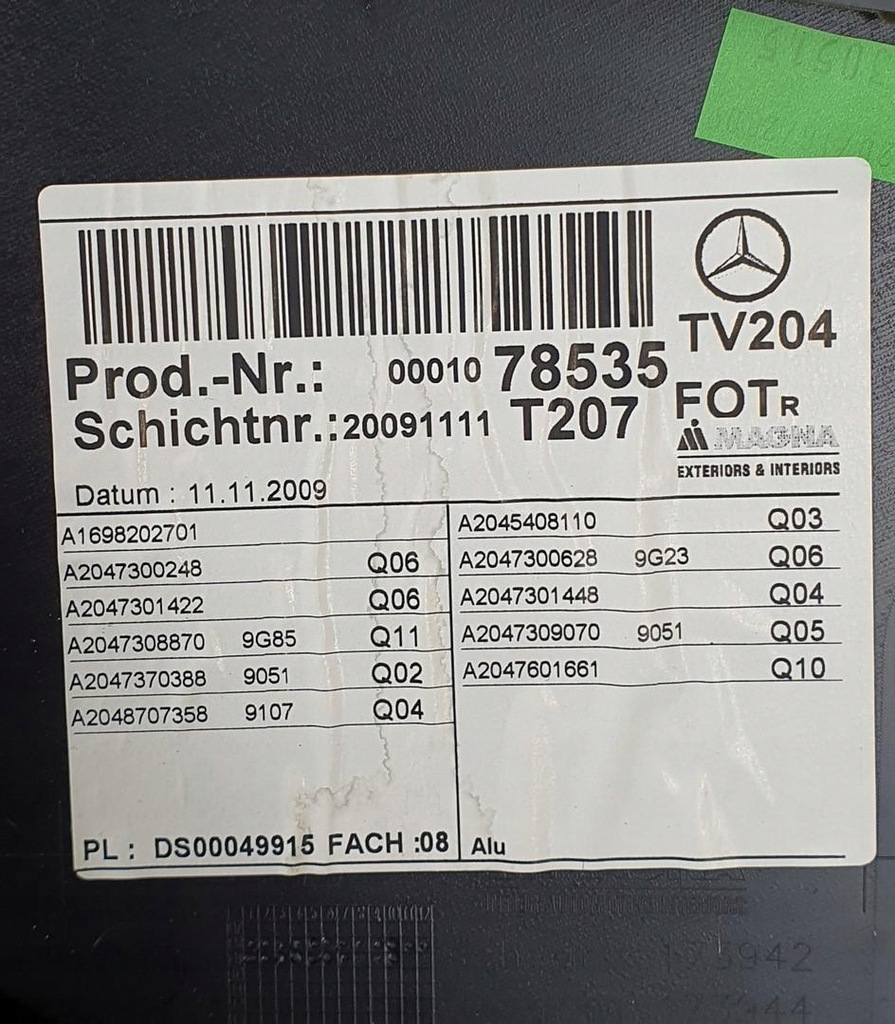 TV204
Prod.-Nr.: 00010 78535
FOTR
Schichtnr.:20091111 T207
MAGNA
EXTERIORS & INTERIORS
Datum : 11.11.2009
A1698202701
A2047300248 Q06
A2047301422 Q06
A2047308870 9G85 Q11
A2047370388 9051 Q02
A2048707358 9107 Q04
A2045408110 Q03
A2047300628 9G23 Q06
A2047301448 Q04
A2047309070 9051 Q05
A2047601661 Q10
PL : DS00049915 FACH :08
Alu